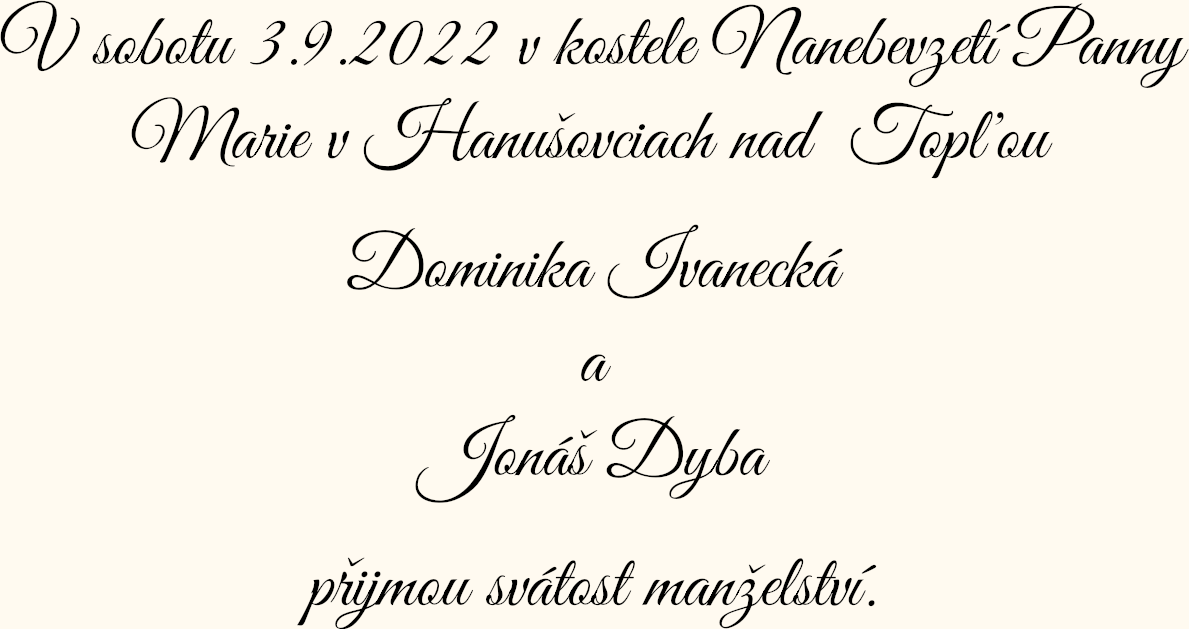 V sobotu 3.9.2022 v kostele Nanebevzetí Panny
Marie v Hanušovciach nad Topľou
Dominika Ivanecká
a
Jonáš Dyba
přijmou svátost manželství.